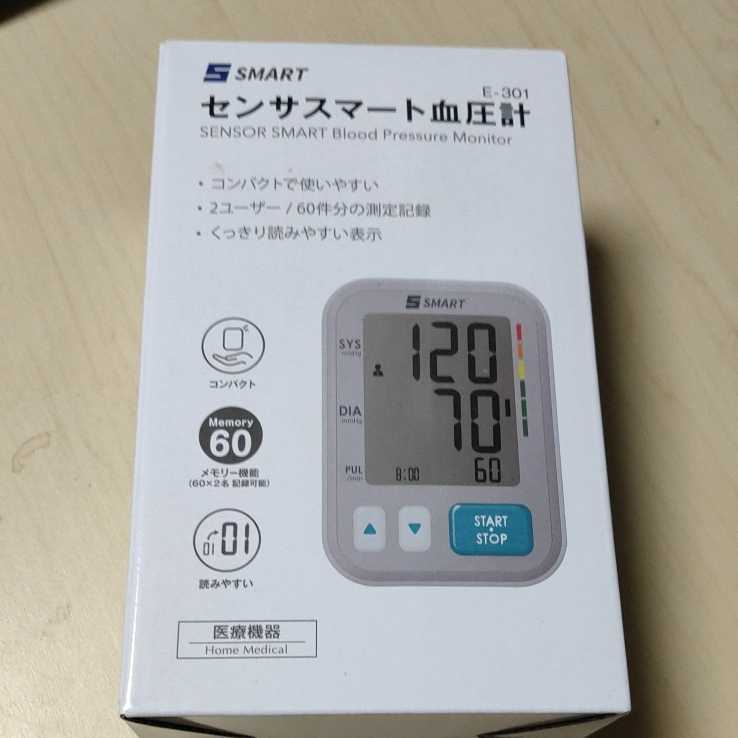 SMART
E-301
センサスマート血圧計
SENSOR SMART Blood Pressure Monitor
・コンパクトで使いやすい
・2ユーザー / 60件分の測定記録
・くっきり読みやすい表示
コンパクト
Memory
60
メモリー機能
(60×2名 記録可能)
01 01
読みやすい
医療機器
Home Medical
SMART
SYS
mmHg
120
DIA
mmHg
70
PUL
/min
8:00
60
START
STOP